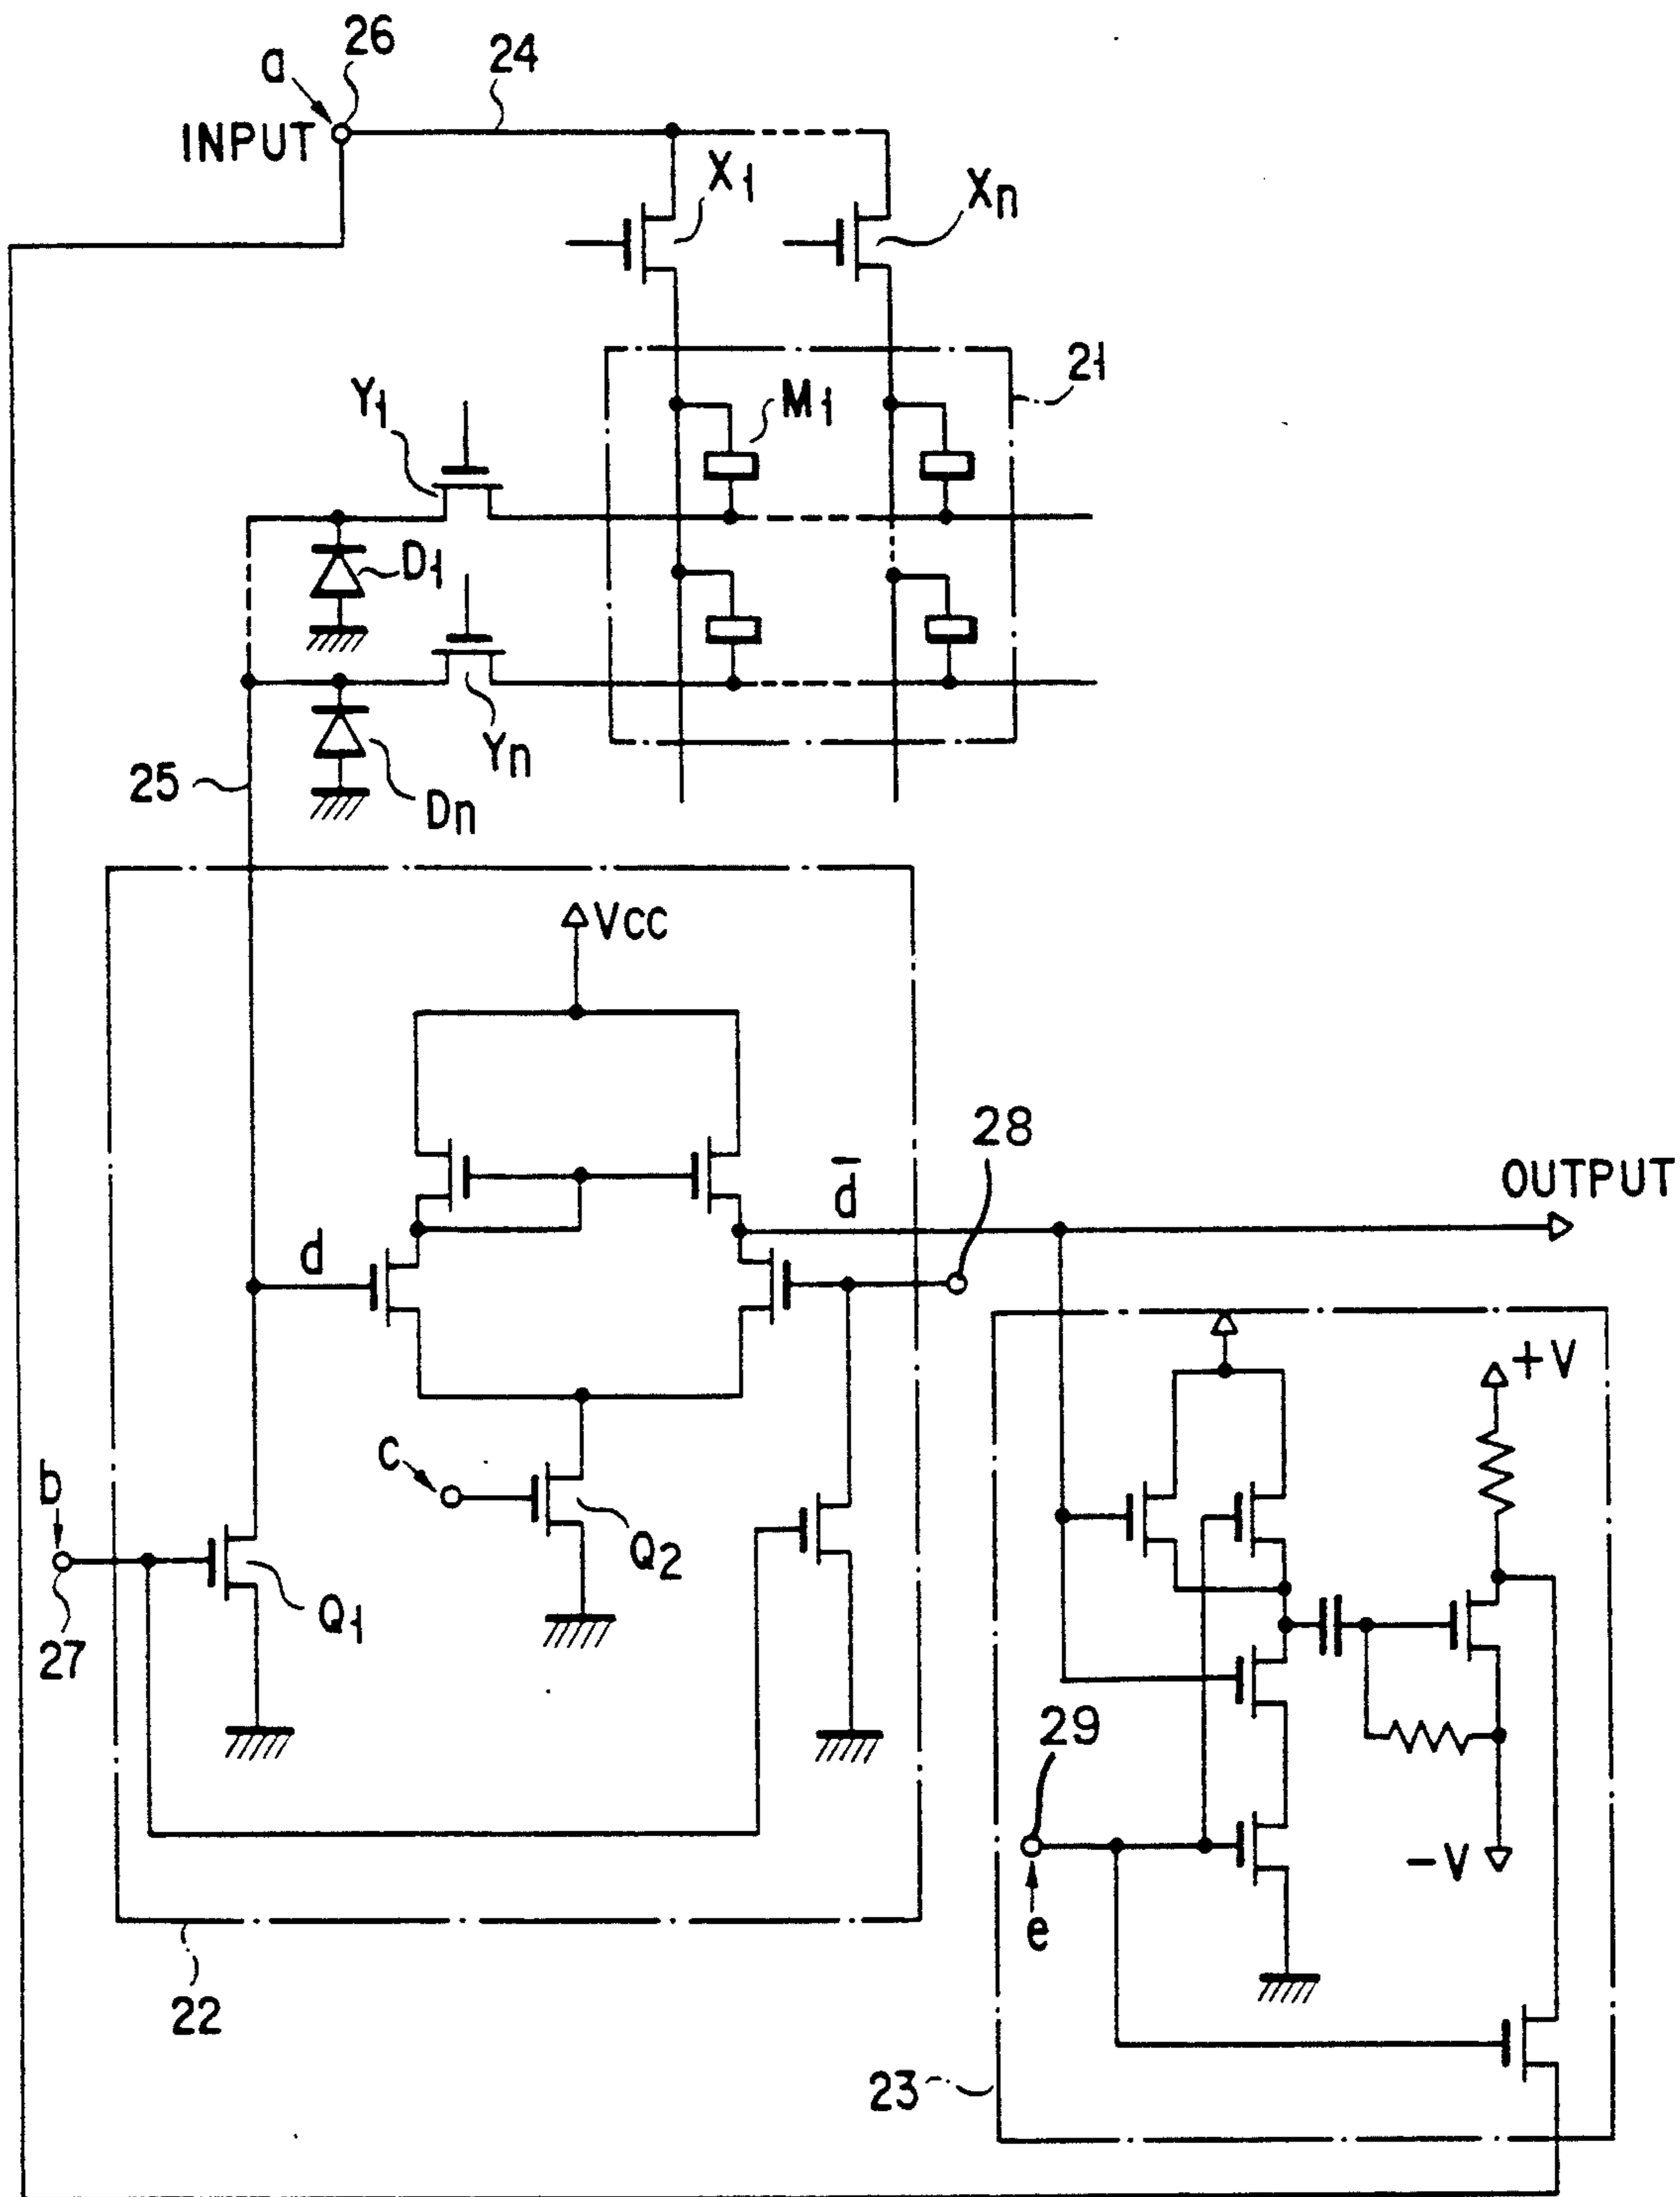 26
a
24
INPUT
X1
Xn
21
Y1
M1
D1
Yn
25
Dn
VCC
28
d̅
OUTPUT
d
+V
c
b
Q2
Q1
27
29
-V
e
22
23